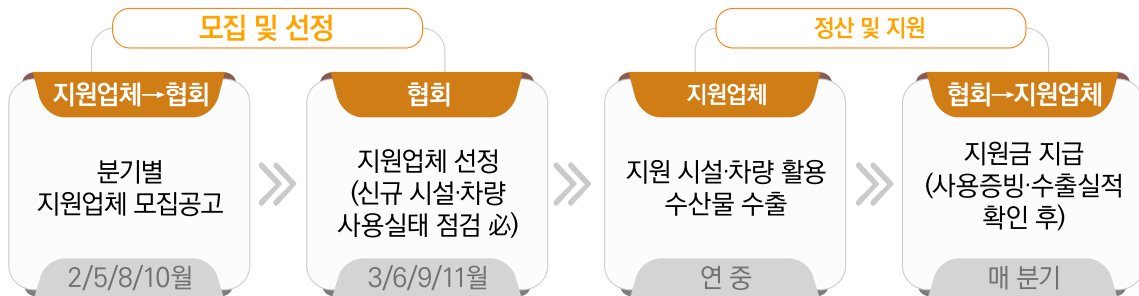 모집 및 선정
지원업체→협회
분기별
지원업체 모집공고
2/5/8/10월
협회
지원업체 선정
(신규 시설·차량
사용실태 점검 必)
3/6/9/11월
정산 및 지원
지원업체
지원 시설·차량 활용
수산물 수출
연 중
협회→지원업체
지원금 지급
(사용증빙·수출실적
확인 후)
매 분기